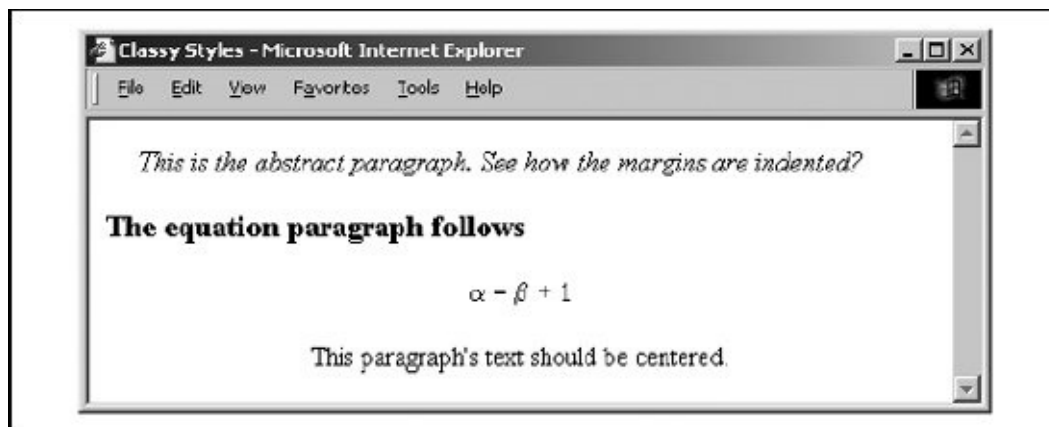 Classy Styles - Microsoft Internet Explorer
File Edit View Favorites Tools Help
This is the abstract paragraph. See how the margins are indented?
The equation paragraph follows
α = β + 1
This paragraph's text should be centered.